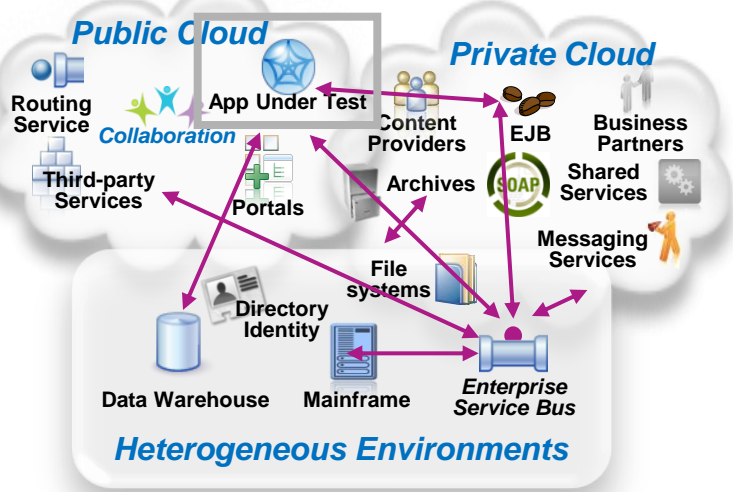 Public Cloud
Private Cloud
Routing
Service
Collaboration
App Under Test
Content
Providers
EJB
Business
Partners
Third-party
Services
Portals
Archives
SOAP
Shared
Services
Messaging
Services
File
systems
Directory
Identity
Data Warehouse
Mainframe
Enterprise
Service Bus
Heterogeneous Environments